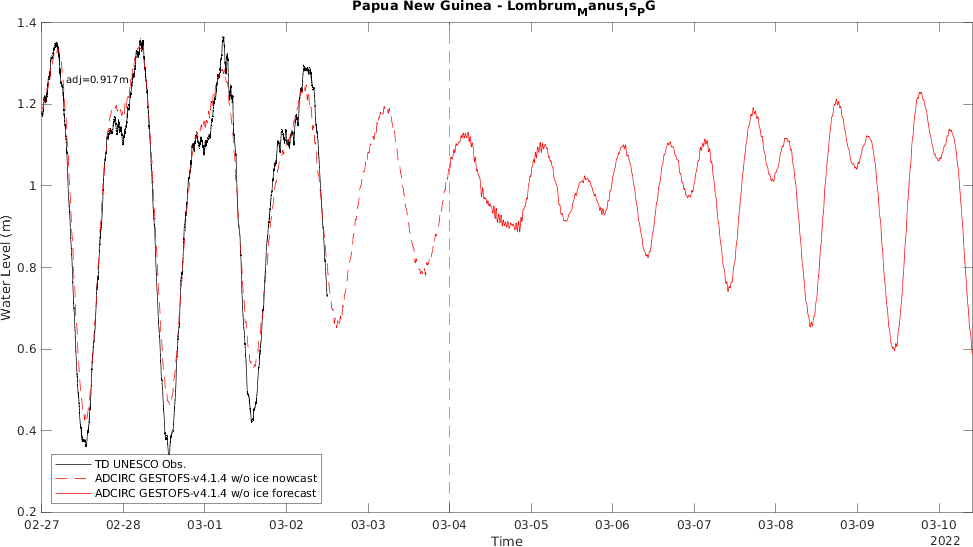 Papua New Guinea - LombrumManusIsPG
1.4
1.2
1
0.8
0.6
0.4
0.2
Water Level (m)
adj=0.917m
TD UNESCO Obs.
ADCIRC GESTOFS-v4.1.4 w/o ice nowcast
ADCIRC GESTOFS-v4.1.4 w/o ice forecast
02-27 02-28 03-01 03-02 03-03 03-04 03-05 03-06 03-07 03-08 03-09 03-10
Time
2022